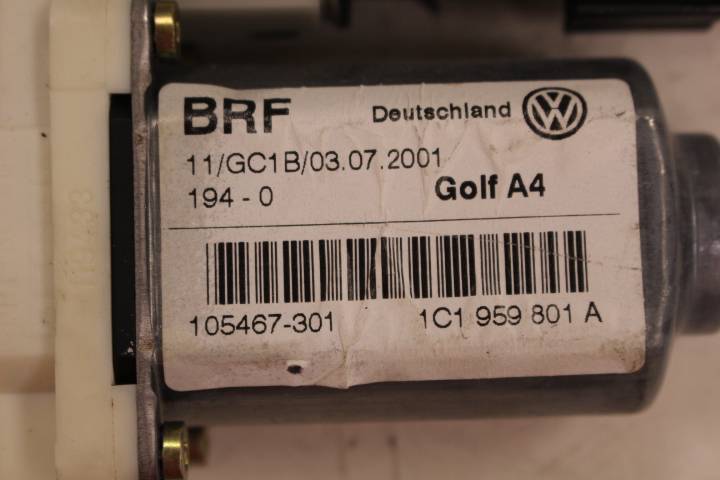 BRF Deutschland
11/GC1B/03.07.2001
194 - 0 Golf A4
105467-301 1C1 959 801 A